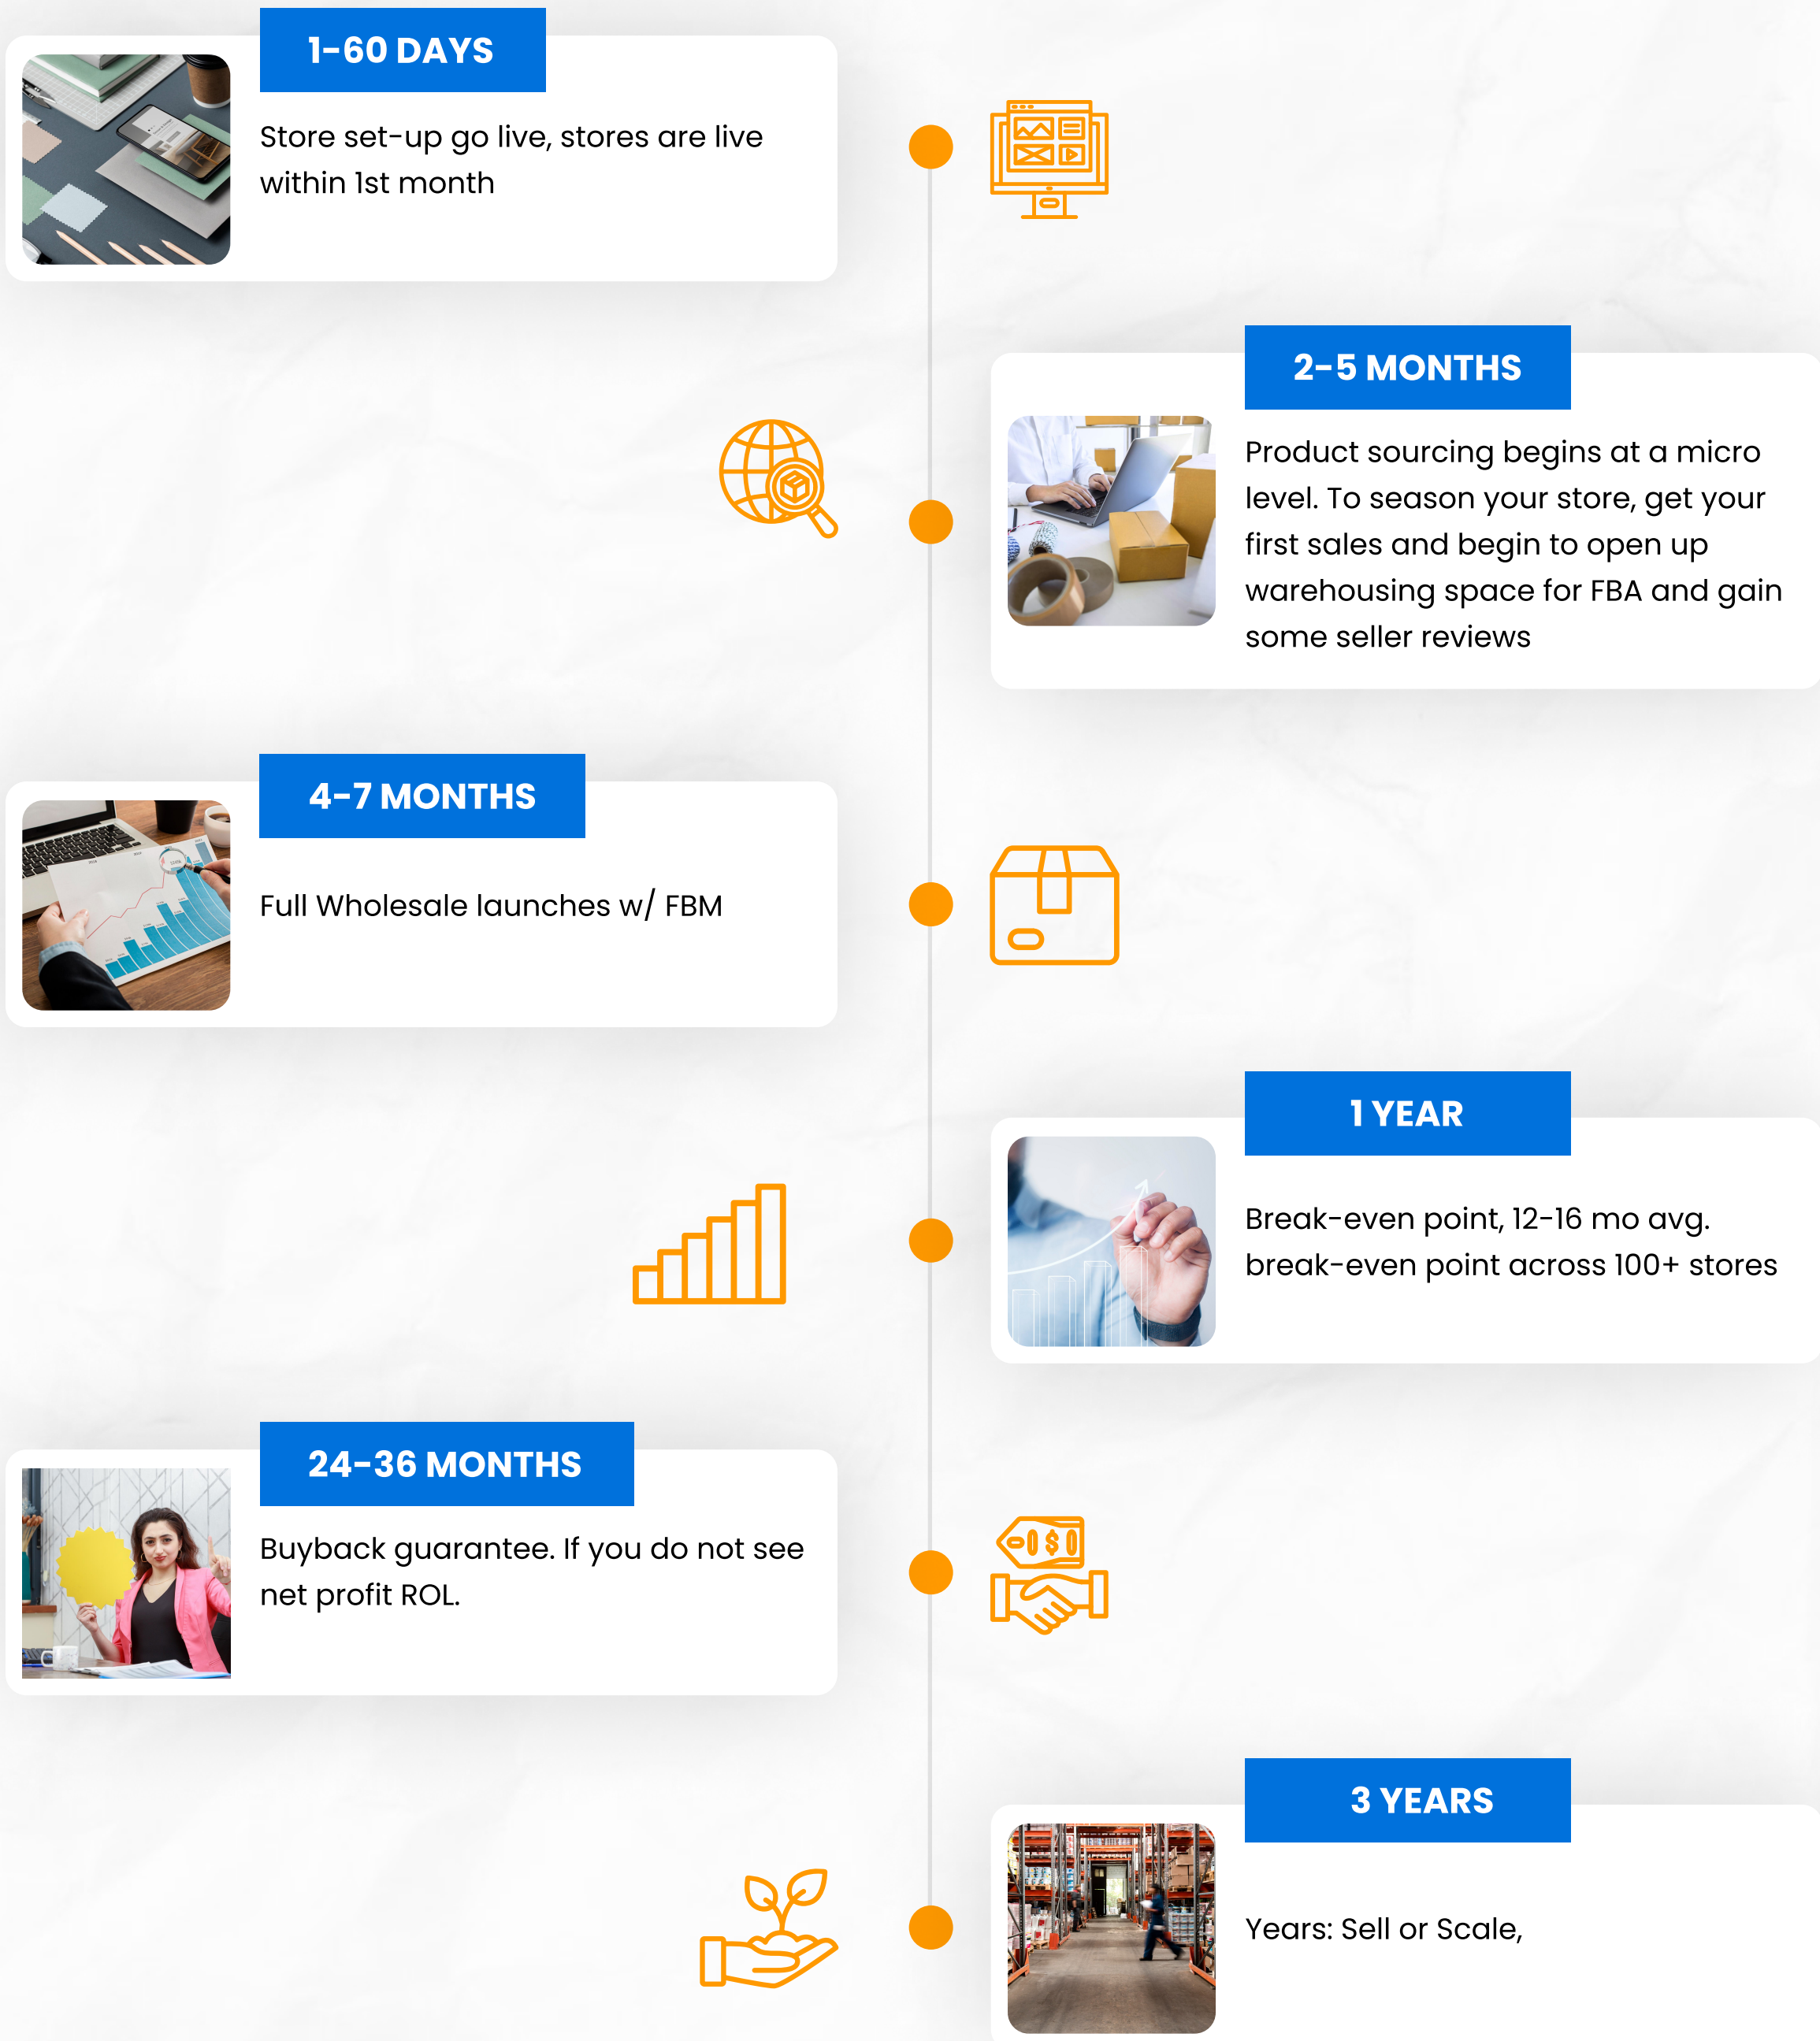 1-60 DAYS
Store set-up go live, stores are live
within 1st month
2-5 MONTHS
Product sourcing begins at a micro
level. To season your store, get your
first sales and begin to open up
warehousing space for FBA and gain
some seller reviews
4-7 MONTHS
Full Wholesale launches w/ FBM
1 YEAR
Break-even point, 12-16 mo avg.
break-even point across 100+ stores
24-36 MONTHS
Buyback guarantee. If you do not see
net profit ROL.
$
3 YEARS
Years: Sell or Scale,